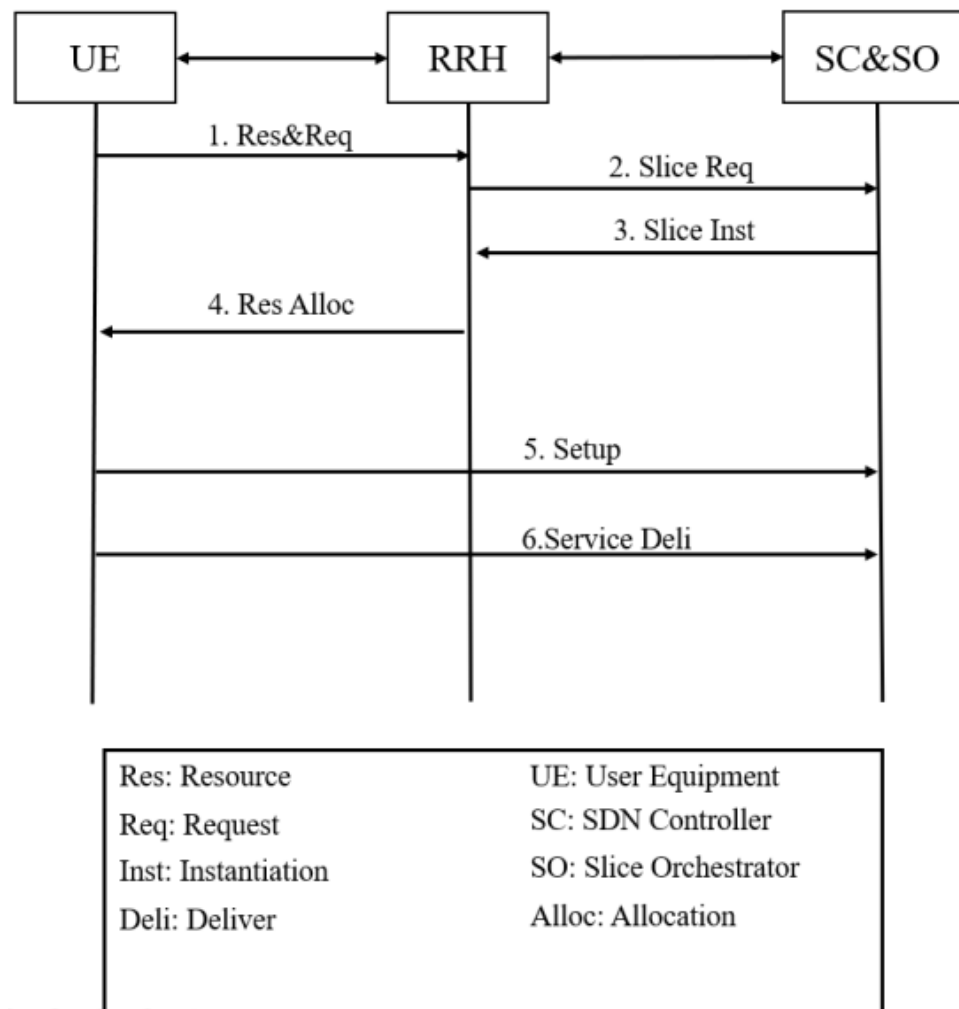 UE
RRH
SC&SO
1. Res&Req
2. Slice Req
3. Slice Inst
4. Res Alloc
5. Setup
6.Service Deli
Res: Resource
UE: User Equipment
Req: Request
SC: SDN Controller
Inst: Instantiation
SO: Slice Orchestrator
Deli: Deliver
Alloc: Allocation